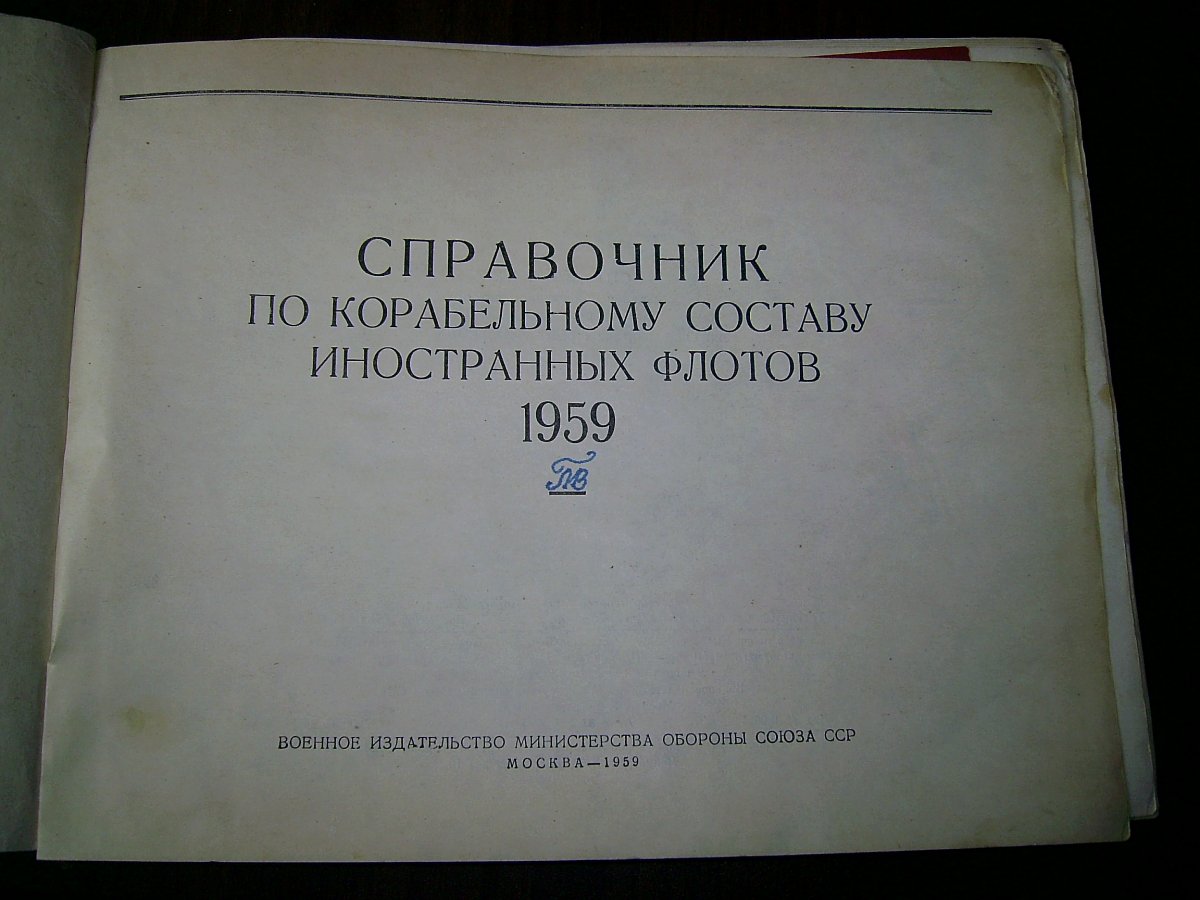 СПРАВОЧНИК
ПО КОРАБЕЛЬНОМУ СОСТАВУ
ИНОСТРАННЫХ ФЛОТОВ
1959
ВОЕННОЕ ИЗДАТЕЛЬСТВО МИНИСТЕРСТВА ОБОРОНЫ СОЮЗА ССР
МОСКВА—1959